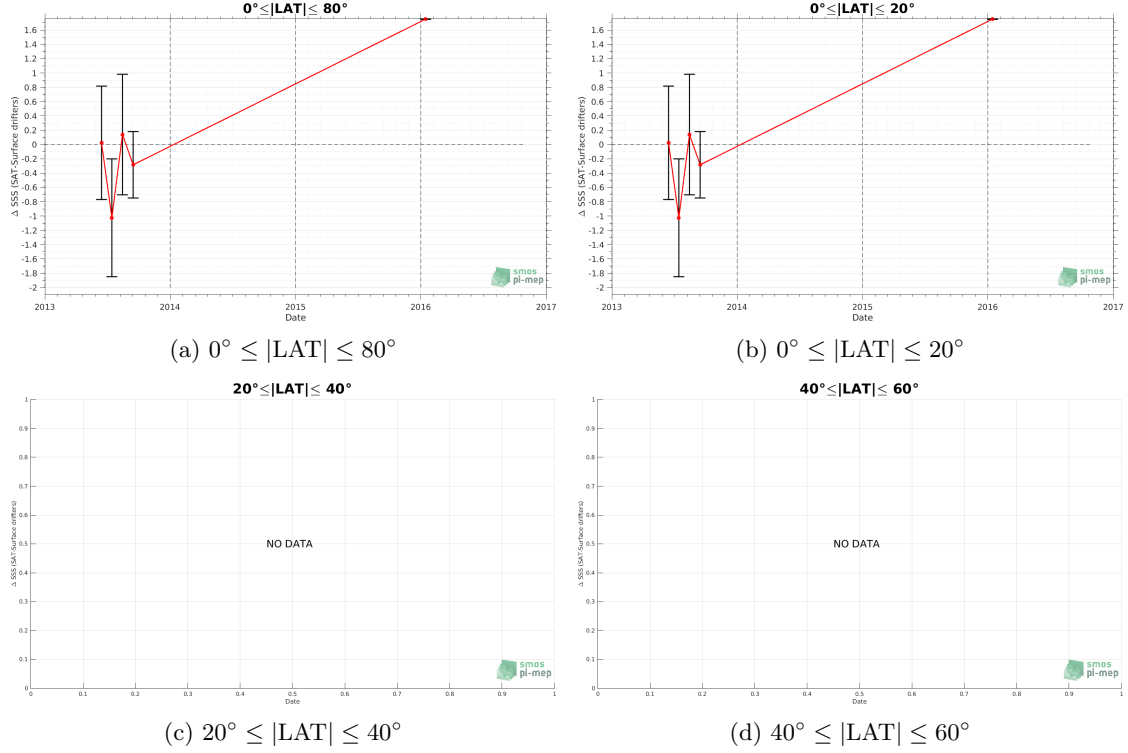 0°≤|LAT|≤ 80°
Δ SSS (SAT-Surface drifters)
1.6
1.4
1.2
1
0.8
0.6
0.4
0.2
0
-0.2
-0.4
-0.6
-0.8
-1
-1.2
-1.4
-1.6
-1.8
-2
smos
pi-mep
2013 2014 2015 2016 2017
Date
(a) 0° ≤ |LAT| ≤ 80°
0°≤|LAT|≤ 20°
Δ SSS (SAT-Surface drifters)
1.6
1.4
1.2
1
0.8
0.6
0.4
0.2
0
-0.2
-0.4
-0.6
-0.8
-1
-1.2
-1.4
-1.6
-1.8
-2
smos
pi-mep
2013 2014 2015 2016 2017
Date
(b) 0° ≤ |LAT| ≤ 20°
20°≤|LAT|≤ 40°
Δ SSS (SAT-Surface drifters)
1
0.9
0.8
0.7
0.6
0.5
0.4
0.3
0.2
0.1
0
NO DATA
smos
pi-mep
0 0.1 0.2 0.3 0.4 0.5 0.6 0.7 0.8 0.9 1
Date
(c) 20° ≤ |LAT| ≤ 40°
40°≤|LAT|≤ 60°
Δ SSS (SAT-Surface drifters)
1
0.9
0.8
0.7
0.6
0.5
0.4
0.3
0.2
0.1
0
NO DATA
smos
pi-mep
0 0.1 0.2 0.3 0.4 0.5 0.6 0.7 0.8 0.9 1
Date
(d) 40° ≤ |LAT| ≤ 60°